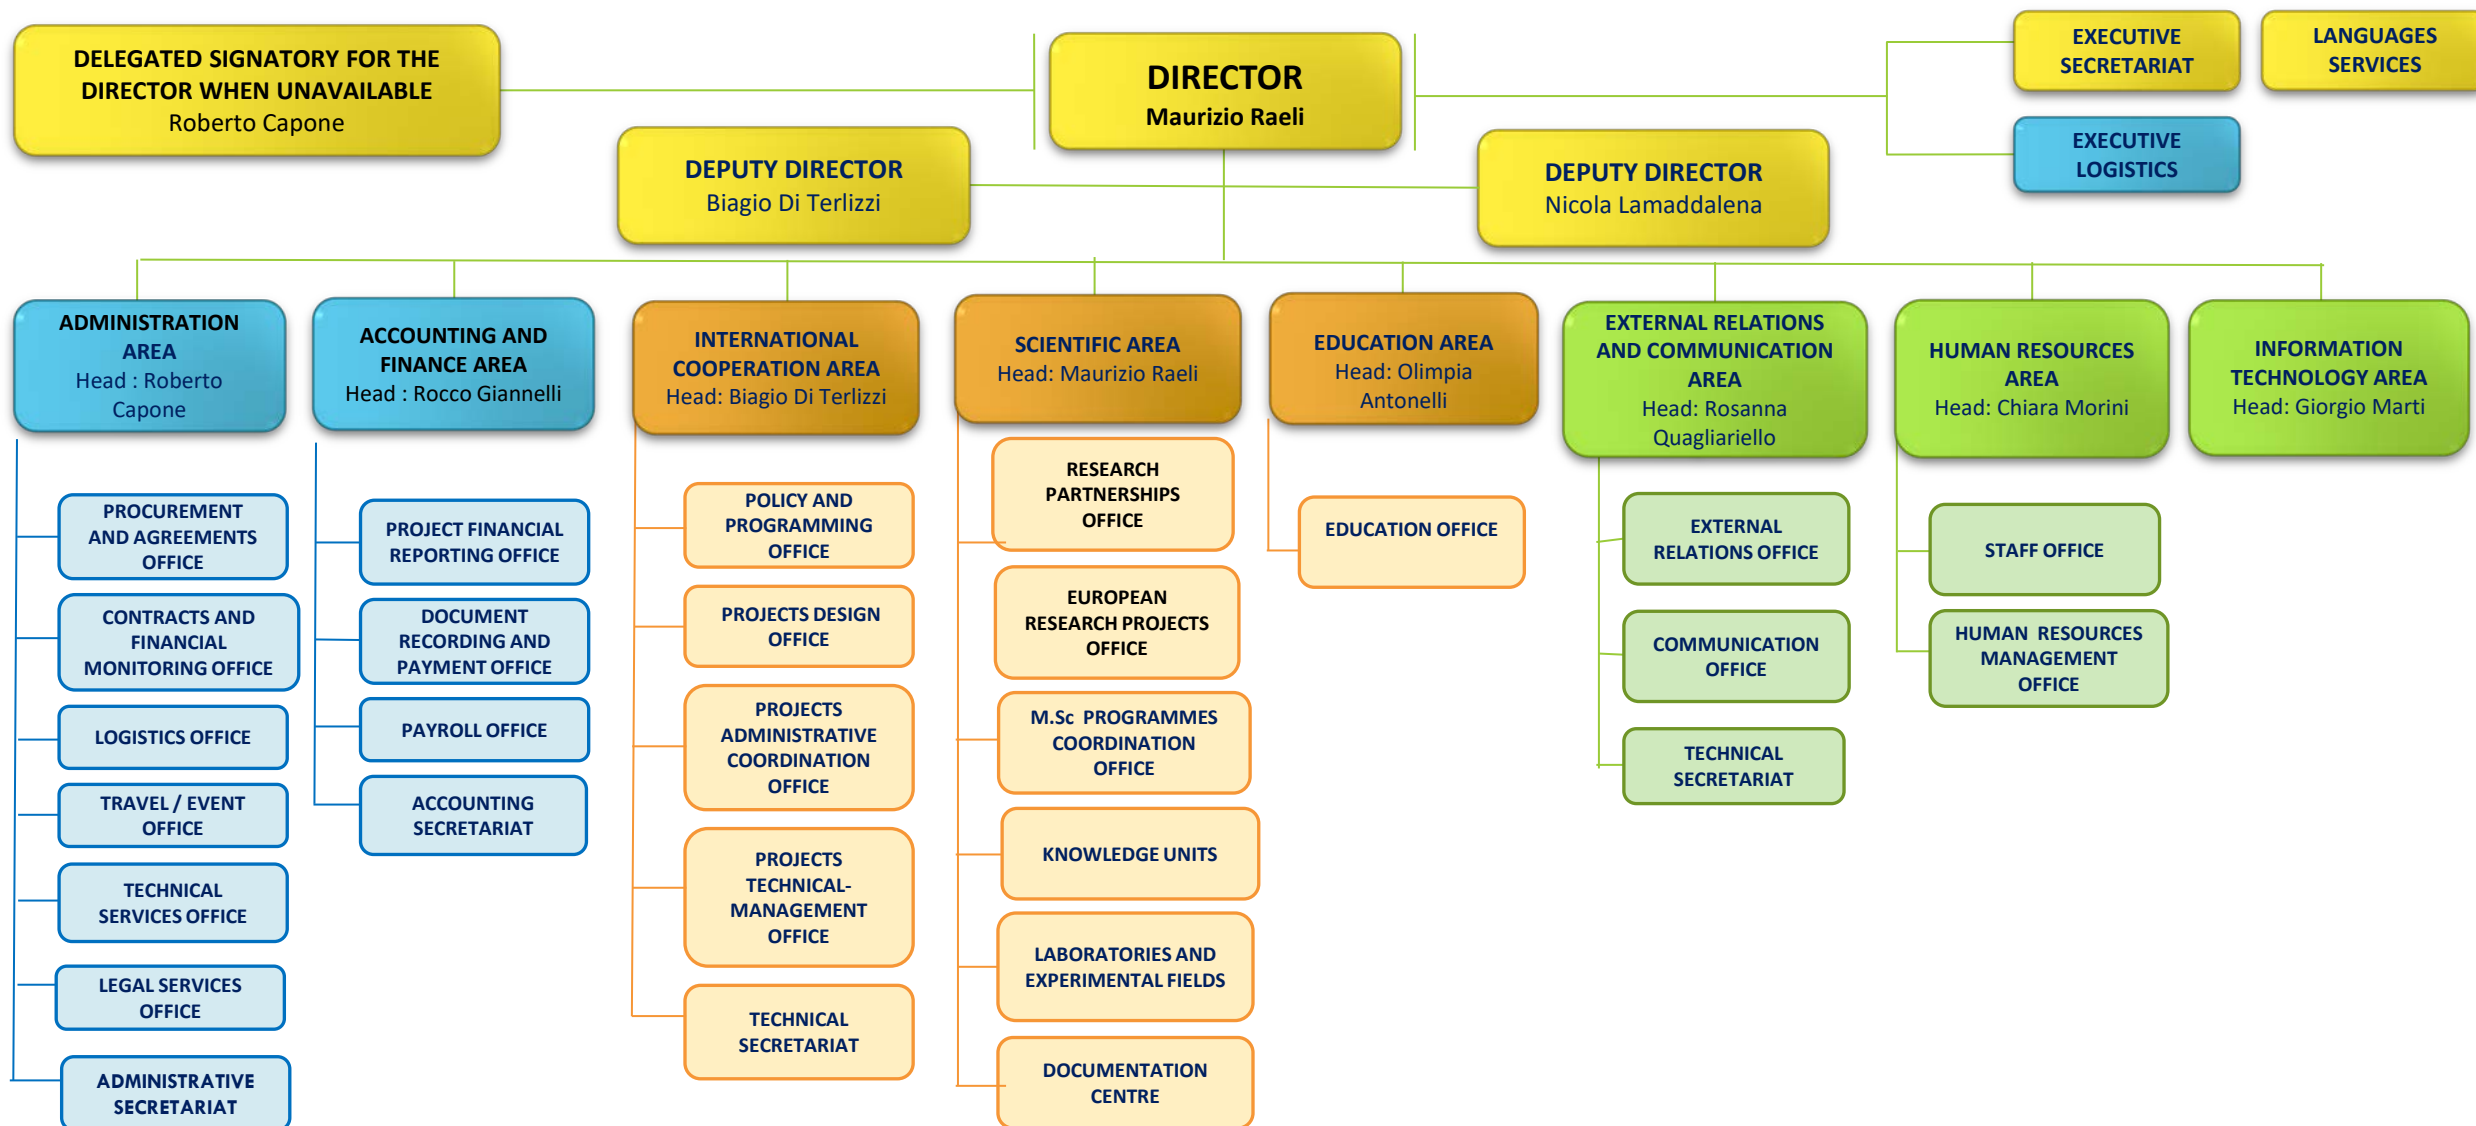 DELEGATED SIGNATORY FOR THE
DIRECTOR WHEN UNAVAILABLE
Roberto Capone
DIRECTOR
Maurizio Raeli
EXECUTIVE
SECRETARIAT
LANGUAGES
SERVICES
EXECUTIVE
LOGISTICS
DEPUTY DIRECTOR
Biagio Di Terlizzi
DEPUTY DIRECTOR
Nicola Lamaddalena
ADMINISTRATION
AREA
Head : Roberto
Capone
ACCOUNTING AND
FINANCE AREA
Head : Rocco Giannelli
INTERNATIONAL
COOPERATION AREA
Head: Biagio Di Terlizzi
SCIENTIFIC AREA
Head: Maurizio Raeli
EDUCATION AREA
Head: Olimpia
Antonelli
EXTERNAL RELATIONS
AND COMMUNICATION
AREA
Head: Rosanna
Quagliariello
HUMAN RESOURCES
AREA
Head: Chiara Morini
INFORMATION
TECHNOLOGY AREA
Head: Giorgio Marti
PROCUREMENT
AND AGREEMENTS
OFFICE
CONTRACTS AND
FINANCIAL
MONITORING OFFICE
LOGISTICS OFFICE
TRAVEL / EVENT
OFFICE
TECHNICAL
SERVICES OFFICE
LEGAL SERVICES
OFFICE
ADMINISTRATIVE
SECRETARIAT
PROJECT FINANCIAL
REPORTING OFFICE
DOCUMENT
RECORDING AND
PAYMENT OFFICE
PAYROLL OFFICE
ACCOUNTING
SECRETARIAT
POLICY AND
PROGRAMMING
OFFICE
PROJECTS DESIGN
OFFICE
PROJECTS
ADMINISTRATIVE
COORDINATION
OFFICE
PROJECTS
TECHNICAL-
MANAGEMENT
OFFICE
TECHNICAL
SECRETARIAT
RESEARCH
PARTNERSHIPS
OFFICE
EUROPEAN
RESEARCH PROJECTS
OFFICE
M.Sc PROGRAMMES
COORDINATION
OFFICE
KNOWLEDGE UNITS
LABORATORIES AND
EXPERIMENTAL FIELDS
DOCUMENTATION
CENTRE
EDUCATION OFFICE
EXTERNAL
RELATIONS OFFICE
COMMUNICATION
OFFICE
TECHNICAL
SECRETARIAT
STAFF OFFICE
HUMAN RESOURCES
MANAGEMENT
OFFICE